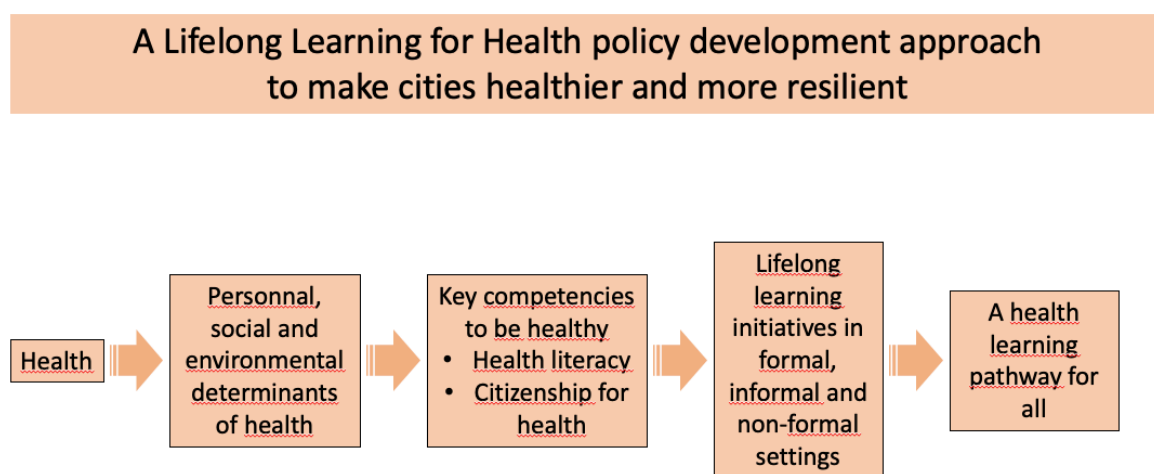 A Lifelong Learning for Health policy development approach
to make cities healthier and more resilient
Health
Personnal,
social and
environmental
determinants
of health
Key competencies
to be healthy
• Health literacy
• Citizenship for
health
Lifelong
learning
initiatives in
formal,
informal and
non-formal
settings
A health
learning
pathway for
all